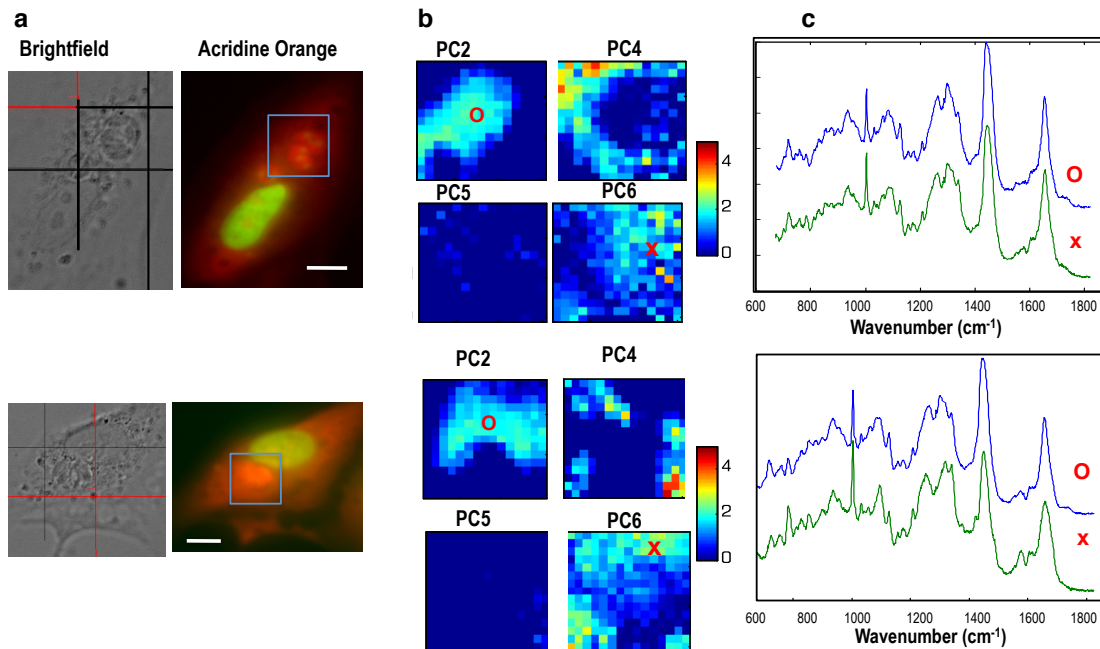 a
b
c
Brightfield
Acridine Orange
PC2
PC4
O
PC5
PC6
X
4
2
0
O
x
600 800 1000 1200 1400 1600 1800
Wavenumber (cm-1)
PC2
PC4
O
PC5
PC6
X
4
2
0
O
x
600 800 1000 1200 1400 1600 1800
Wavenumber (cm-1)